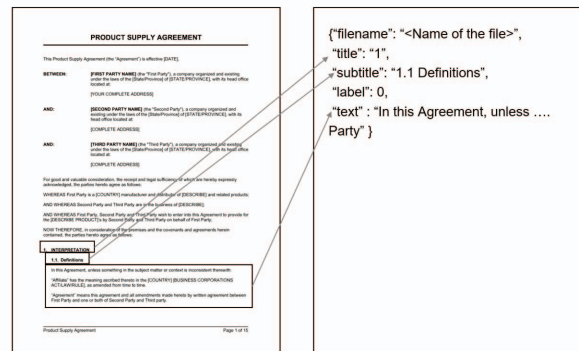 PRODUCT SUPPLY AGREEMENT
This Product Supply Agreement (the "Agreement") is effective [DATE],
BETWEEN: [FIRST PARTY NAME] (the "First Party"), a company organized and existing
under the laws of the [State/Province] of [STATE/PROVINCE], with its head office
located at:
[YOUR COMPLETE ADDRESS]
AND: [SECOND PARTY NAME] (the "Second Party"), a company organized and
existing under the laws of the [State/Province] of [STATE/PROVINCE], with its
head office located at:
[COMPLETE ADDRESS]
AND: [THIRD PARTY NAME] (the "Third Party"), a company organized and existing
under the laws of the [State/Province] of [STATE/PROVINCE], with its head office
located at:
[COMPLETE ADDRESS]
For good and valuable consideration, the receipt and legal sufficiency of which are hereby expressly
acknowledged, the parties hereto agree as follows:
WHEREAS First Party is a [COUNTRY] manufacturer and distributor of [DESCRIBE] and related products;
AND WHEREAS Second Party and Third Party are in the business of [DESCRIBE];
AND WHEREAS First Party, Second Party and Third Party wish to enter into this Agreement to provide for
the [DESCRIBE PRODUCT]'s by Second Party and Third Party on behalf of First Party;
NOW THEREFORE, in consideration of the premises and the covenants and agreements herein
contained, the parties hereto agree as follows:
1. INTERPRETATION
1.1. Definitions
In this Agreement, unless something in the subject matter or context is inconsistent therewith:
"Affiliate" has the meaning ascribed thereto in the [COUNTRY] [BUSINESS CORPORATIONS
ACT/LAW/RULE], as amended from time to time.
"Agreement" means this agreement and all amendments made hereto by written agreement between
First Party and one or both of Second Party and Third party.
Product Supply Agreement Page 1 of 15
{"filename": "<Name of the file>",
"title": "1",
"subtitle": "1.1 Definitions",
"label": 0,
"text" : "In this Agreement, unless ….
Party" }